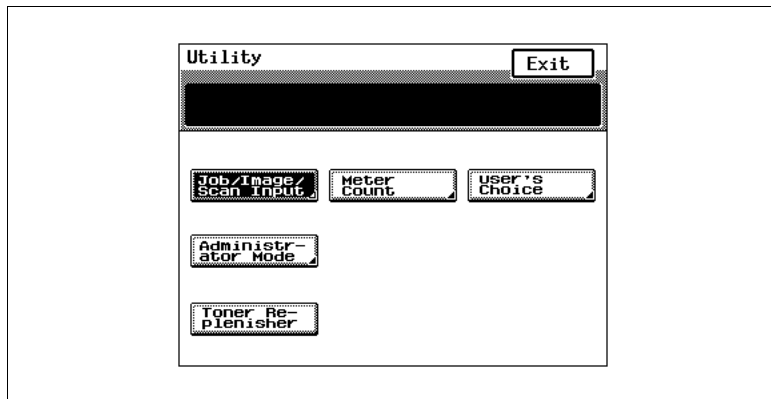 Utility
Exit
Job/Image/
Scan Input
Meter
Count
User's
Choice
Administr-
ator Mode
Toner Re-
plenisher